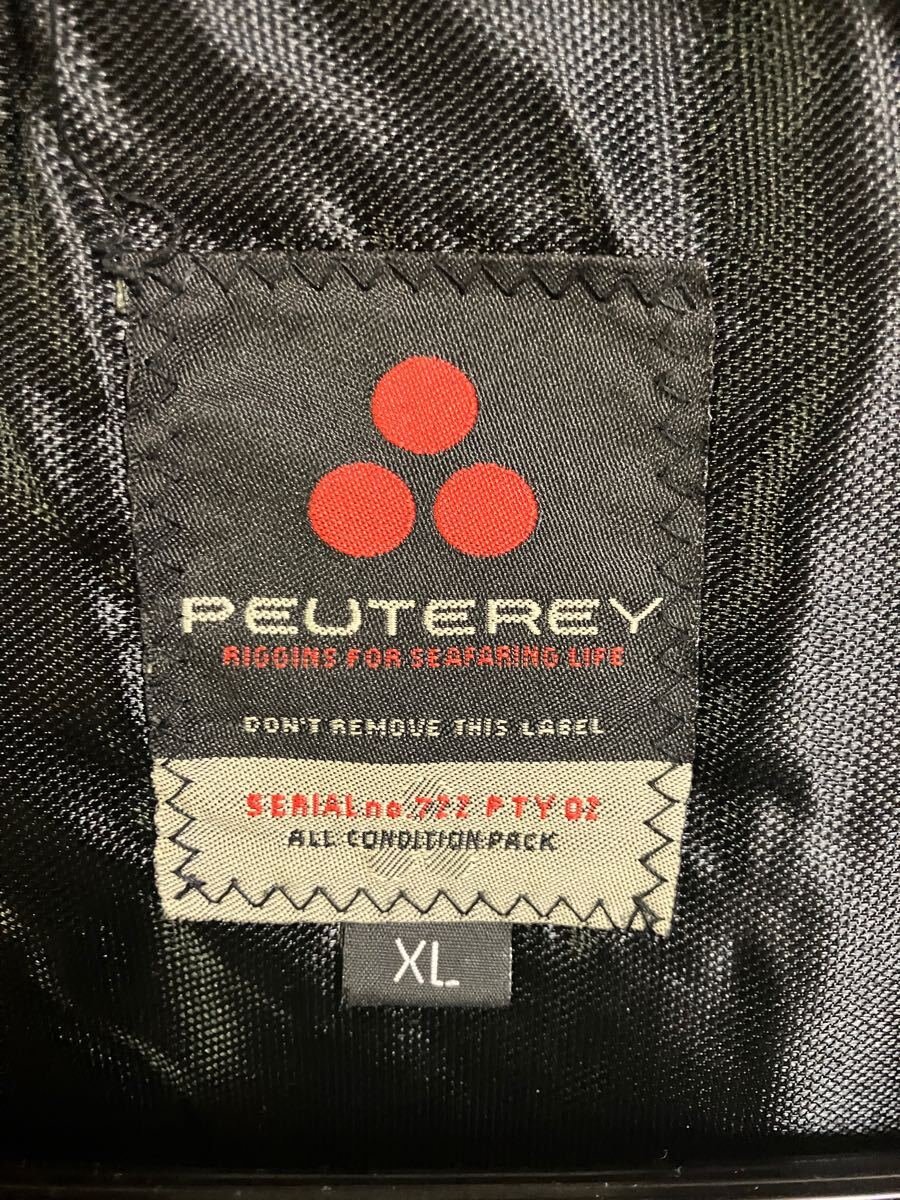 PEUTEREY
RIGGINS FOR SEAFARING LIFE
DON'T REMOVE THIS LABEL
SERIAL no.722 PTY 02
ALL CONDITION PACK
XL